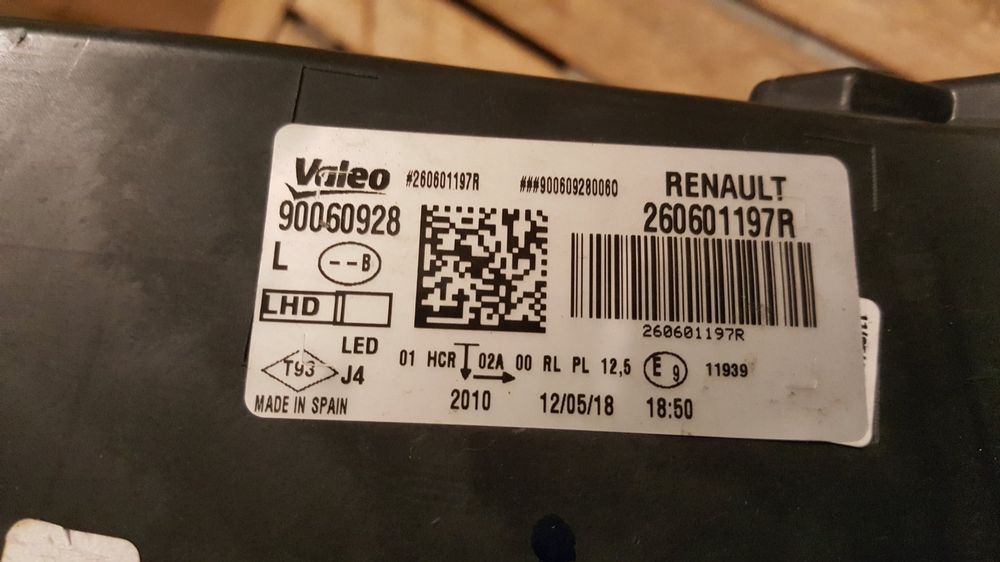 Valeo #260601197R ###900609280060 RENAULT
90060928 260601197R
L --B
LHD
260601197R
LED 01 HCR 02A 00 RL PL 12,5 E9 11939
T93 J4
MADE IN SPAIN 2010 12/05/18 18:50